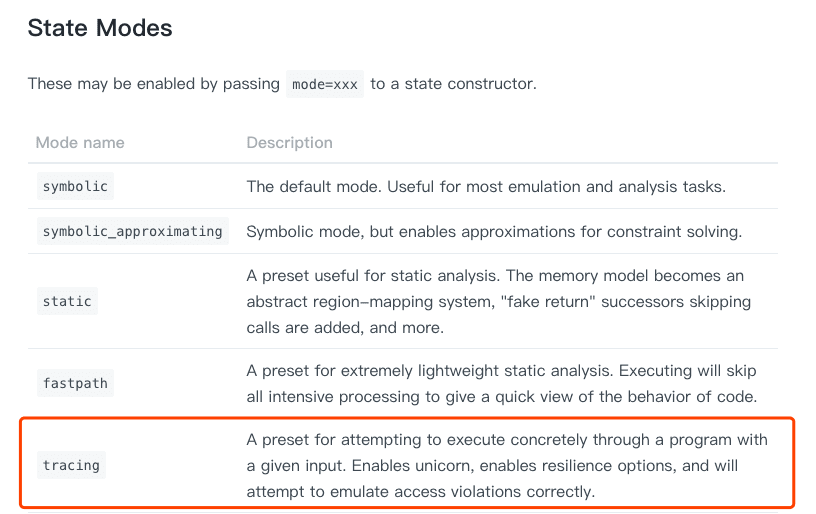 State Modes
These may be enabled by passing mode=xxx to a state constructor.
Mode name Description
symbolic The default mode. Useful for most emulation and analysis tasks.
symbolic_approximating Symbolic mode, but enables approximations for constraint solving.
A preset useful for static analysis. The memory model becomes an
static abstract region-mapping system, "fake return" successors skipping
calls are added, and more.
A preset for extremely lightweight static analysis. Executing will skip
fastpath
all intensive processing to give a quick view of the behavior of code.
A preset for attempting to execute concretely through a program with
tracing a given input. Enables unicorn, enables resilience options, and will
attempt to emulate access violations correctly.